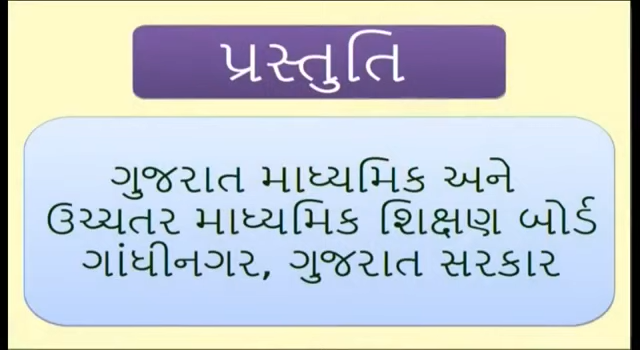 પ્રસ્તુતિ
ગુજરાત માધ્યમિક અને
ઉચ્ચતર માધ્યમિક શિક્ષણ બોર્ડ
ગાંધીનગર, ગુજરાત સરકાર